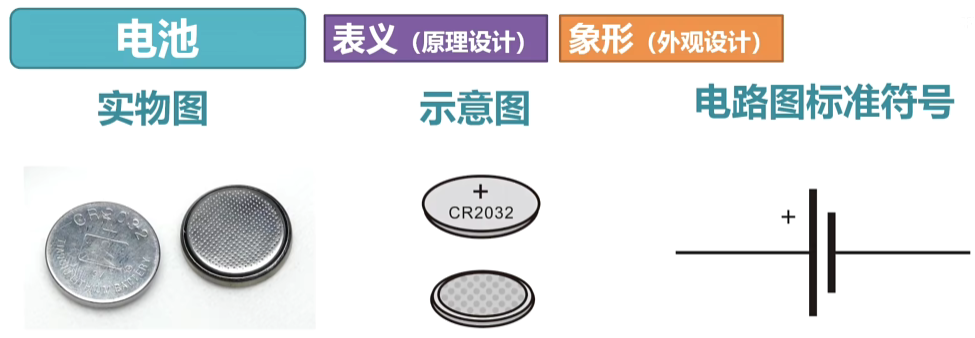 电池
表义（原理设计）
象形（外观设计）
实物图
示意图
电路图标准符号
CR2032
+
CR2032
+